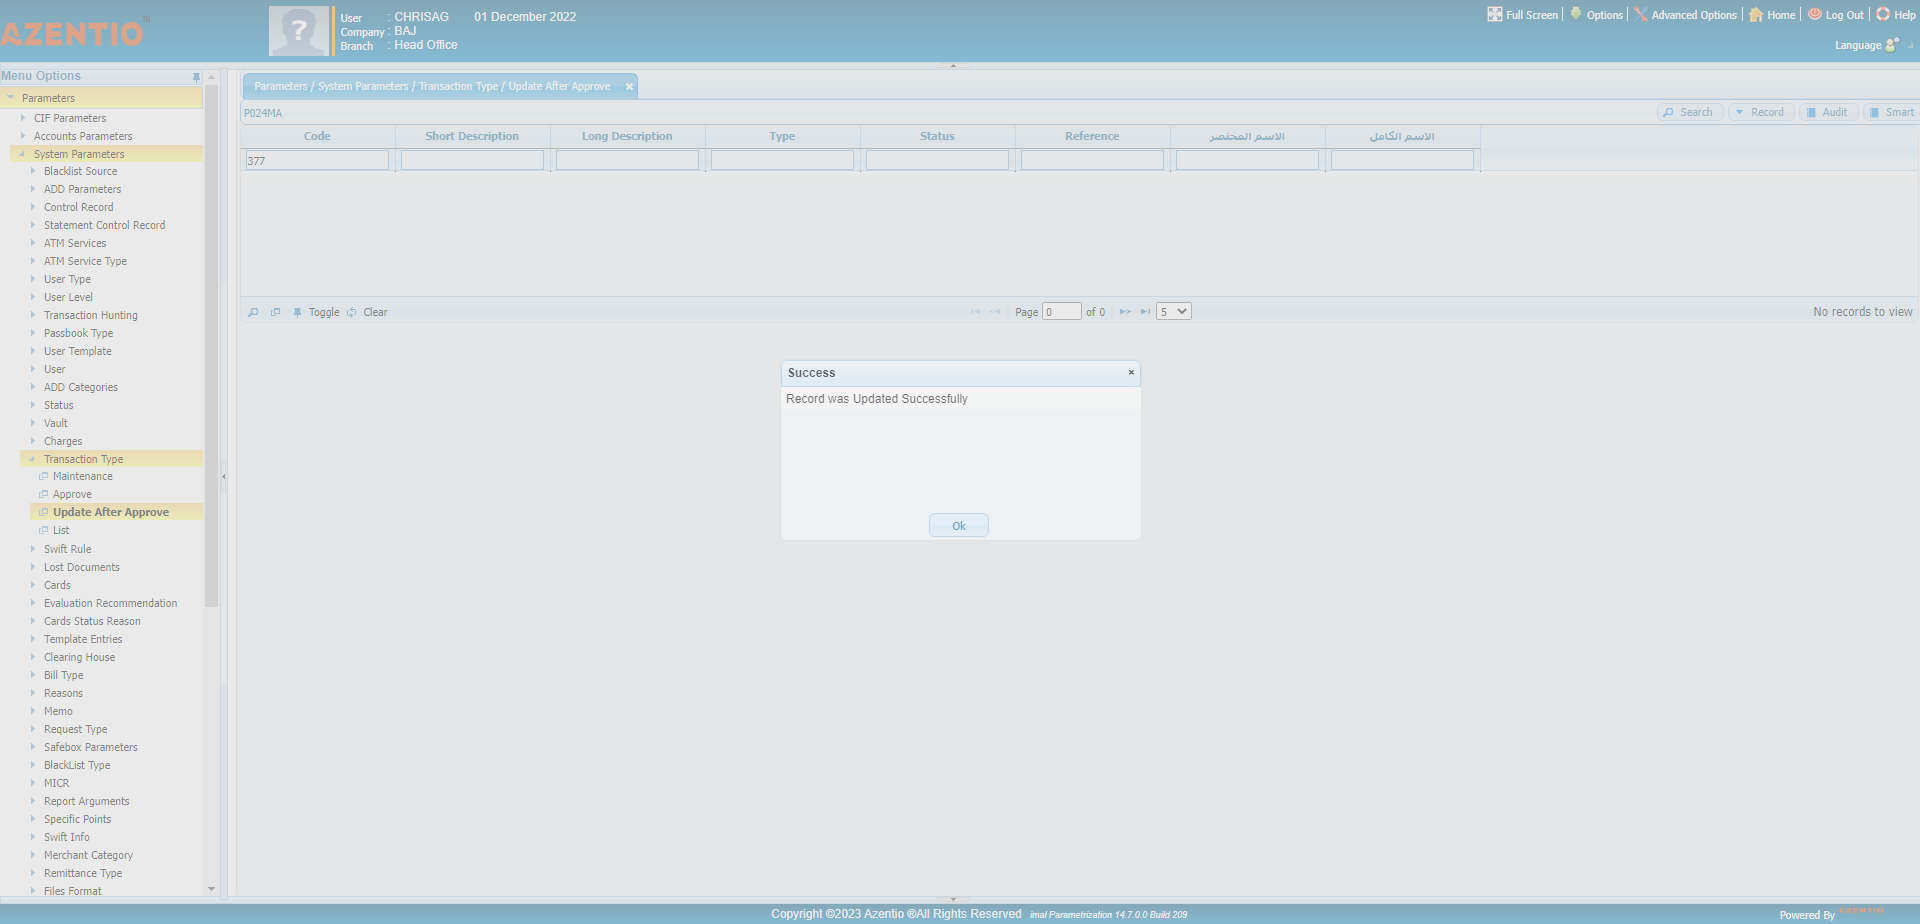 AZENTIO™
User : CHRISAG 01 December 2022
Company : BAJ
Branch : Head Office
Full Screen Options Advanced Options Home Log Out Help
Language
Menu Options
Parameters
CIF Parameters
Accounts Parameters
System Parameters
Blacklist Source
ADD Parameters
Control Record
Statement Control Record
ATM Services
ATM Service Type
User Type
User Level
Transaction Hunting
Passbook Type
User Template
User
ADD Categories
Status
Vault
Charges
Transaction Type
Maintenance
Approve
Update After Approve
List
Swift Rule
Lost Documents
Cards
Evaluation Recommendation
Cards Status Reason
Template Entries
Clearing House
Bill Type
Reasons
Memo
Request Type
Safebox Parameters
BlackList Type
MICR
Report Arguments
Specific Points
Swift Info
Merchant Category
Remittance Type
Files Format
Parameters / System Parameters / Transaction Type / Update After Approve
P024MA
Search Record Audit Smart
Code Short Description Long Description Type Status Reference الاسم المختصر الاسم الكامل
377
Toggle Clear Page 0 of 0 5 No records to view
Success
Record was Updated Successfully
Ok
Copyright ©2023 Azentio ®All Rights Reserved imal Parametrization 14.7.0.0 Build 209
Powered By AZENTIO